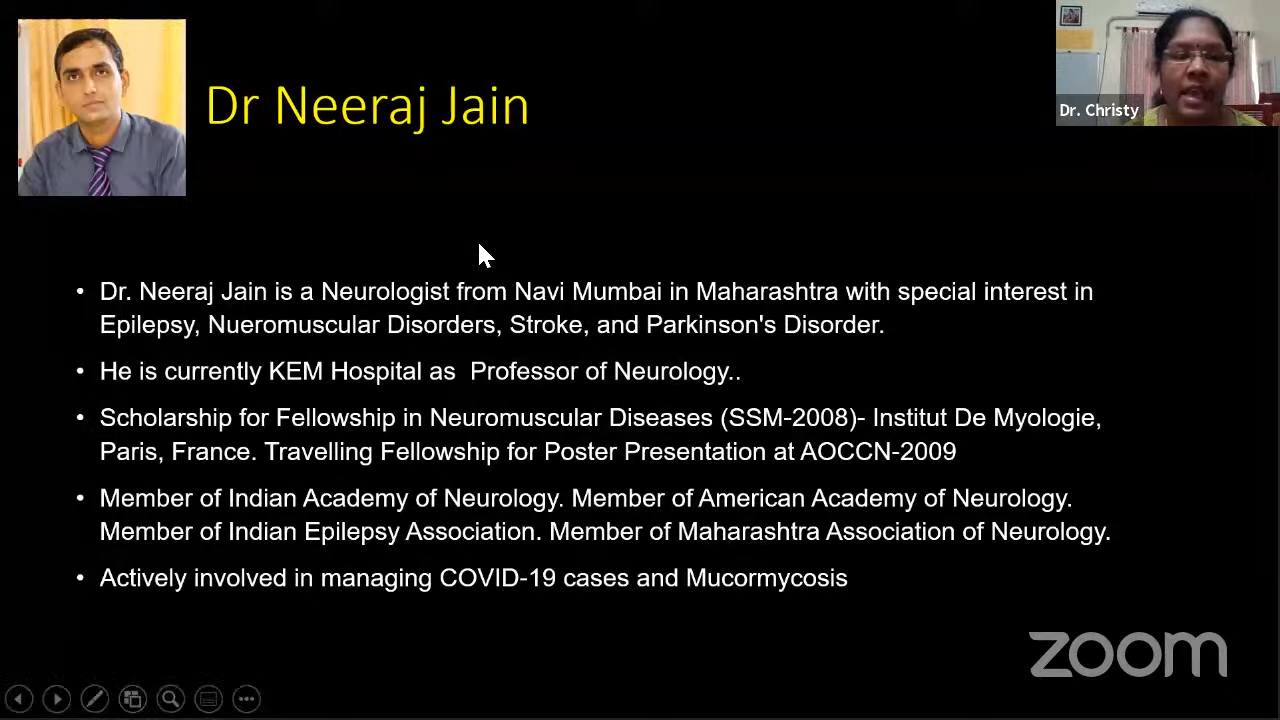 Dr Neeraj Jain
Dr. Christy
• Dr. Neeraj Jain is a Neurologist from Navi Mumbai in Maharashtra with special interest in
Epilepsy, Nueromuscular Disorders, Stroke, and Parkinson's Disorder.
• He is currently KEM Hospital as  Professor of Neurology..
• Scholarship for Fellowship in Neuromuscular Diseases (SSM-2008)- Institut De Myologie,
Paris, France. Travelling Fellowship for Poster Presentation at AOCCN-2009
• Member of Indian Academy of Neurology. Member of American Academy of Neurology.
Member of Indian Epilepsy Association. Member of Maharashtra Association of Neurology.
• Actively involved in managing COVID-19 cases and Mucormycosis
zoom